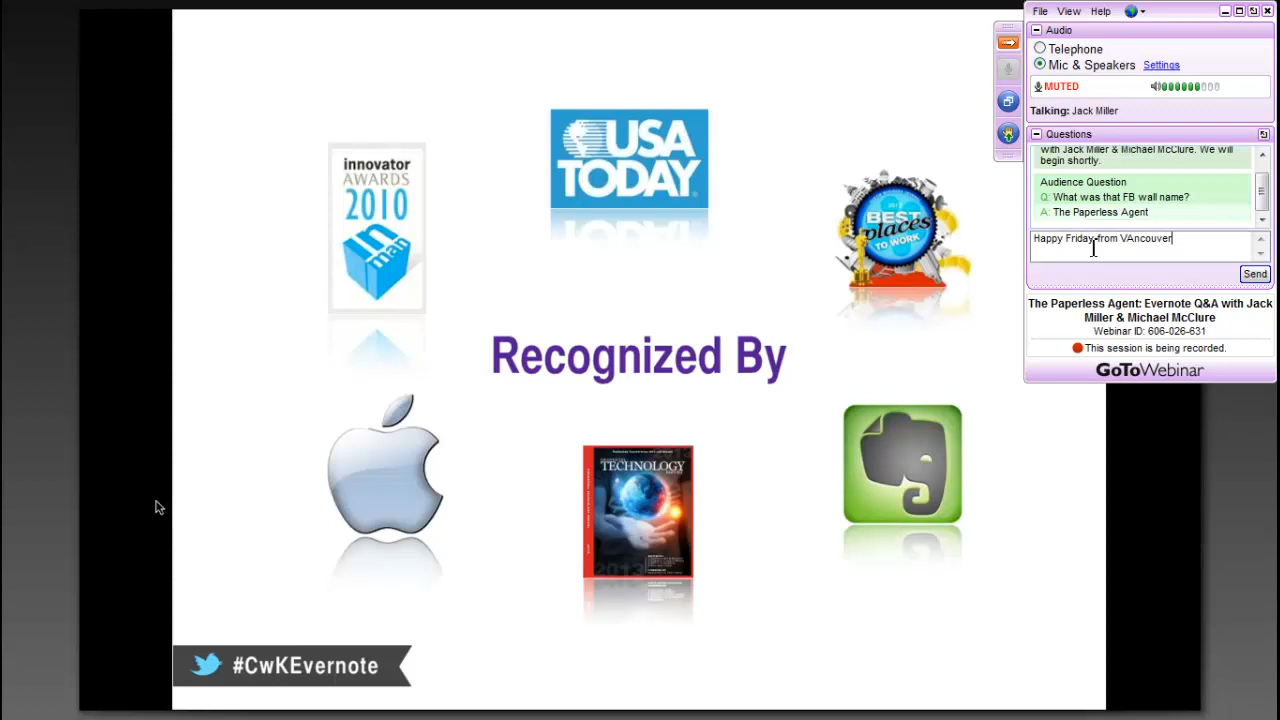 innovator
AWARDS
2010
in
man
USA
TODAY
BEST
places
TO WORK
Recognized By
TECHNOLOGY
2013
#CwKEvernote
File View Help
Audio
Telephone
Mic & Speakers Settings
MUTED
Talking: Jack Miller
Questions
with Jack Miller & Michael McClure. We will
begin shortly.
Audience Question
Q: What was that FB wall name?
A: The Paperless Agent
Happy Friday from VAncouver
Send
The Paperless Agent: Evernote Q&A with Jack
Miller & Michael McClure
Webinar ID: 606-026-631
This session is being recorded.
GoToWebinar